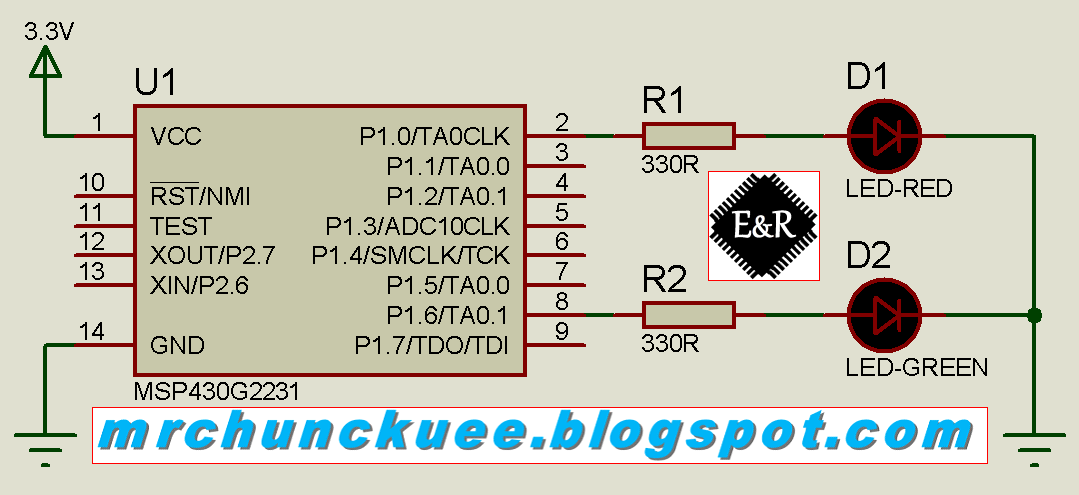 3.3V
U1
1
VCC
10
RST/NMI
11
TEST
12
XOUT/P2.7
13
XIN/P2.6
14
GND
P1.0/TA0CLK
2
P1.1/TA0.0
3
P1.2/TA0.1
4
P1.3/ADC10CLK
5
P1.4/SMCLK/TCK
6
P1.5/TA0.0
7
P1.6/TA0.1
8
P1.7/TDO/TDI
9
MSP430G2231
R1
330R
D1
LED-RED
E&R
R2
330R
D2
LED-GREEN
mrchunckuee.blogspot.com